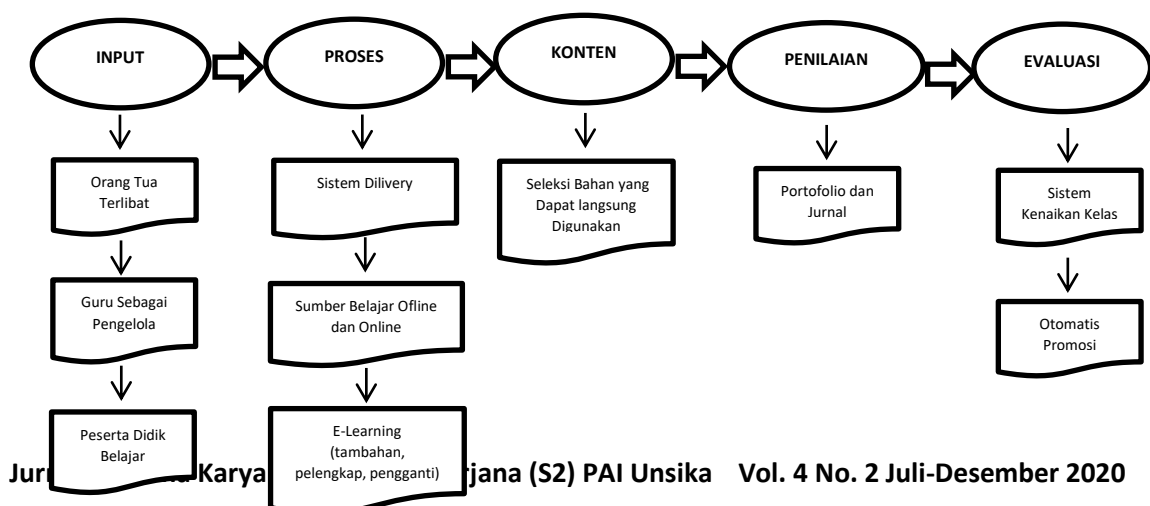 INPUT
PROSES
KONTEN
PENILAIAN
EVALUASI
Orang Tua
Terlibat
Guru Sebagai
Pengelola
Peserta Didik
Belajar
Sistem Dilivery
Sumber Belajar Ofline
dan Online
E-Learning
(tambahan,
pelengkap, pengganti)
Seleksi Bahan yang
Dapat langsung
Digunakan
Portofolio dan
Jurnal
Sistem
Kenaikan Kelas
Otomatis
Promosi
Karya (S2) PAI Unsika Vol. 4 No. 2 Juli-Desember 2020